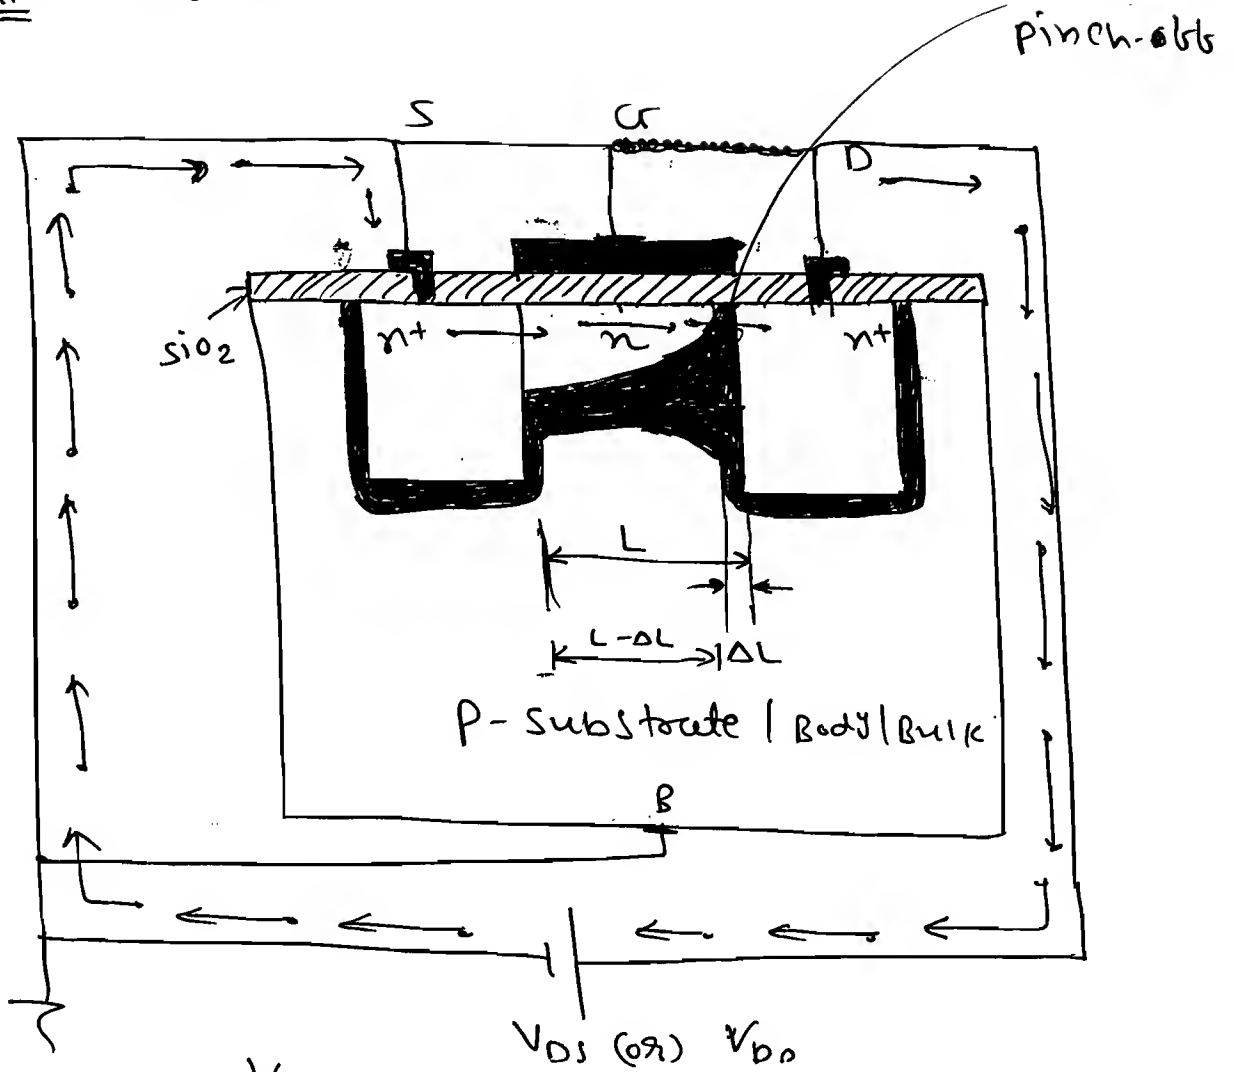 pinch-off
S
G
D
SiO2
n+
n
n+
L
L-ΔL
ΔL
P-Substrate / Body / Bulk
B
VDS (or) VDD